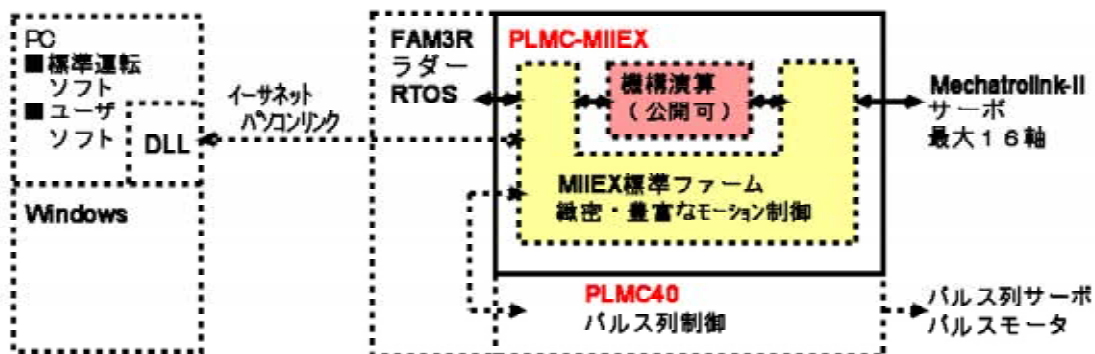 PC
■標準運転
ソフト
■ユーザ
ソフト
DLL
Windows
イーサネット
パソコンリンク
FAM3R
ラダー
RTOS
PLMC-MIIEX
機構演算
(公開可)
MIIEX標準ファーム
緻密・豊富なモーション制御
Mechatrolink-II
サーボ
最大16軸
PLMC40
パルス列制御
パルス列サーボ
パルスモータ